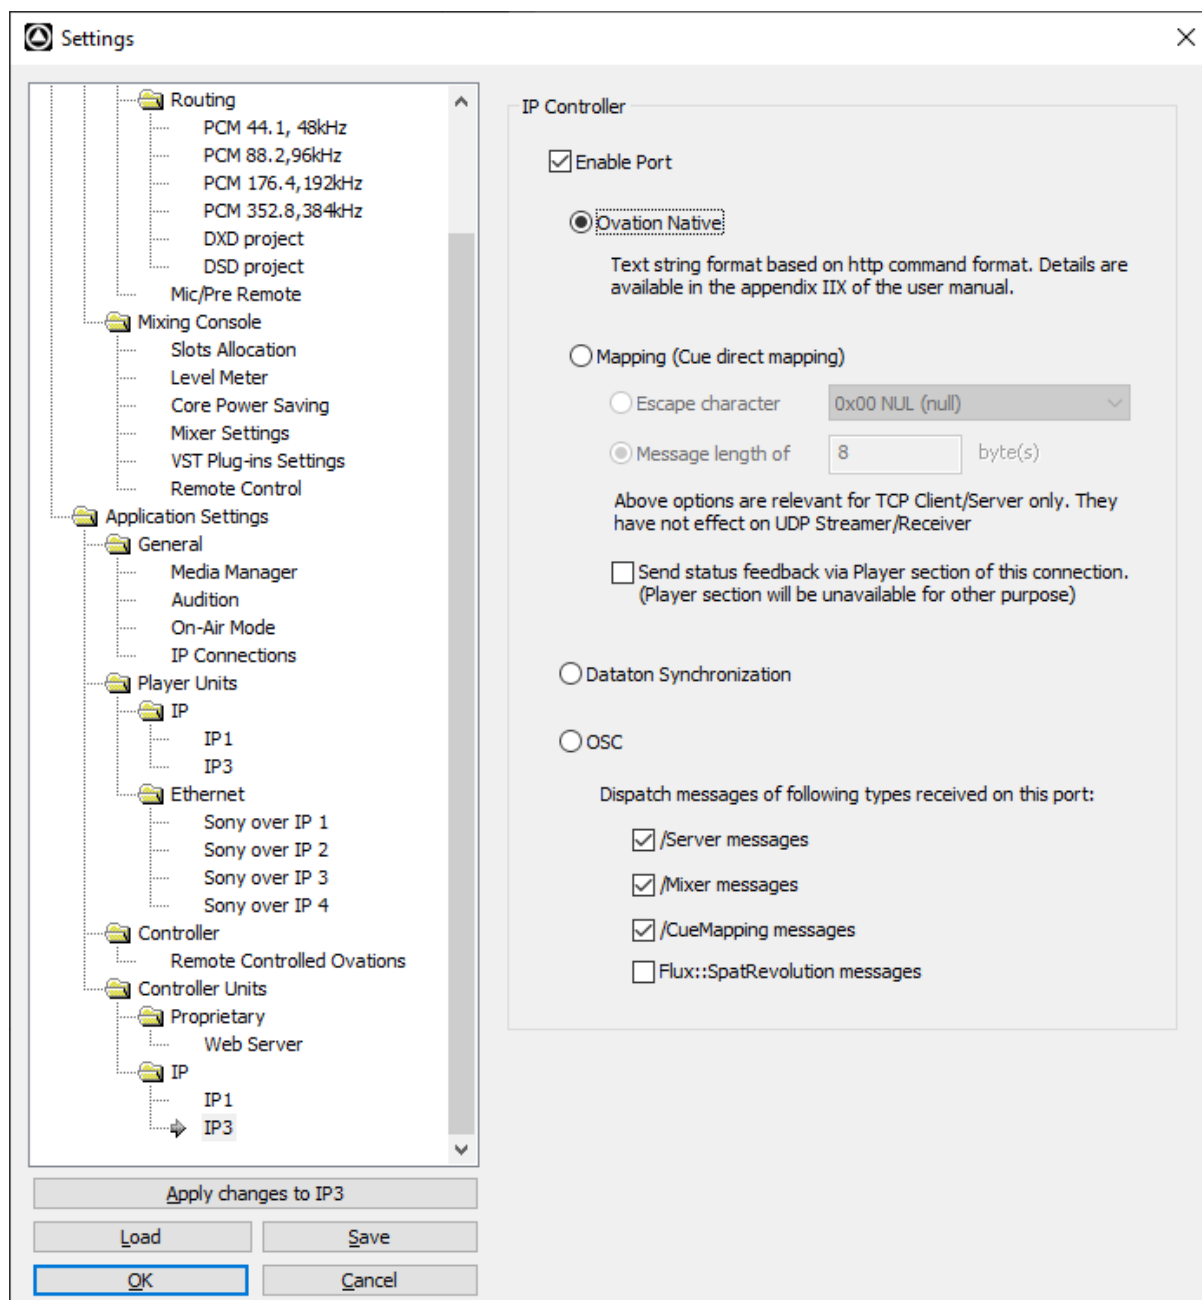 Settings
Routing
PCM 44.1, 48kHz
PCM 88.2,96kHz
PCM 176.4,192kHz
PCM 352.8,384kHz
DXD project
DSD project
Mic/Pre Remote
Mixing Console
Slots Allocation
Level Meter
Core Power Saving
Mixer Settings
VST Plug-ins Settings
Remote Control
Application Settings
General
Media Manager
Audition
On-Air Mode
IP Connections
Player Units
IP
IP1
IP3
Ethernet
Sony over IP 1
Sony over IP 2
Sony over IP 3
Sony over IP 4
Controller
Remote Controlled Ovations
Controller Units
Proprietary
Web Server
IP
IP1
IP3
Apply changes to IP3
Load
Save
OK
Cancel
IP Controller
Enable Port
Ovation Native
Text string format based on http command format. Details are
available in the appendix IIX of the user manual.
Mapping (Cue direct mapping)
Escape character
0x00 NUL (null)
Message length of
8
byte(s)
Above options are relevant for TCP Client/Server only. They
have not effect on UDP Streamer/Receiver
Send status feedback via Player section of this connection.
(Player section will be unavailable for other purpose)
Dataton Synchronization
OSC
Dispatch messages of following types received on this port:
/Server messages
/Mixer messages
/CueMapping messages
Flux::SpatRevolution messages